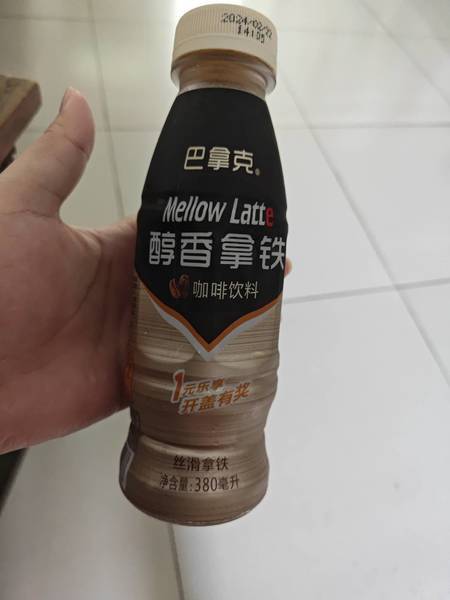 2024/02/22
14105
巴拿克®
Mellow Latte
醇香拿铁
咖啡饮料
1元乐享
开盖有奖
丝滑拿铁
净含量:380毫升